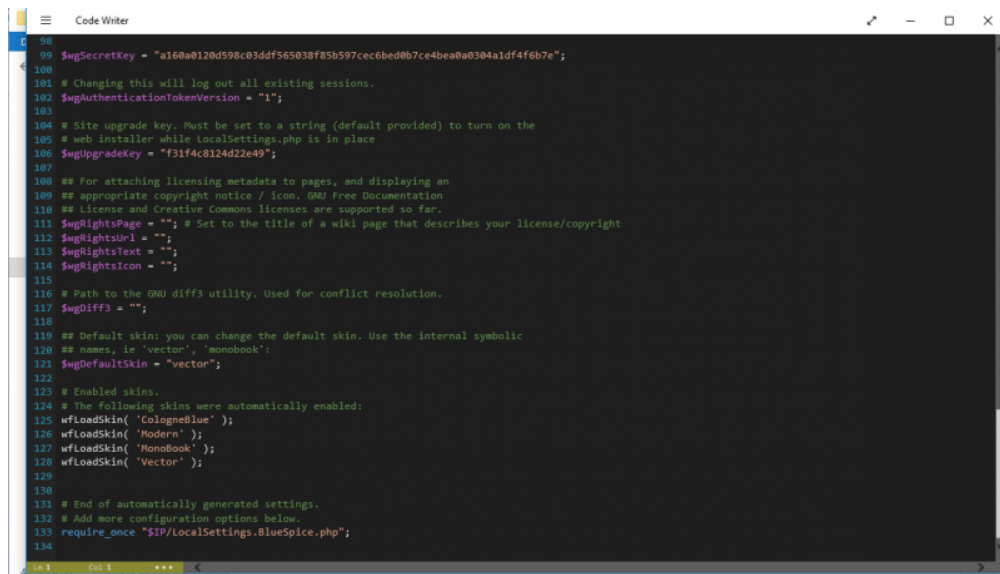 Code Writer
98
99 $wgSecretKey = "a160a0120d598c03ddf565038f85b597cec6bed0b7ce4bea0a0304a1df4f6b7e";
100
101 # Changing this will log out all existing sessions.
102 $wgAuthenticationTokenVersion = "1";
103
104 # Site upgrade key. Must be set to a string (default provided) to turn on the
105 # web installer while LocalSettings.php is in place
106 $wgUpgradeKey = "f31f4c8124d22e49";
107
108 ## For attaching licensing metadata to pages, and displaying an
109 ## appropriate copyright notice / icon. GNU Free Documentation
110 ## License and Creative Commons licenses are supported so far.
111 $wgRightsPage = ""; # Set to the title of a wiki page that describes your license/copyright
112 $wgRightsUrl = "";
113 $wgRightsText = "";
114 $wgRightsIcon = "";
115
116 # Path to the GNU diff3 utility. Used for conflict resolution.
117 $wgDiff3 = "";
118
119 ## Default skin: you can change the default skin. Use the internal symbolic
120 ## names, ie 'vector', 'monobook':
121 $wgDefaultSkin = "vector";
122
123 # Enabled skins.
124 # The following skins were automatically enabled:
125 wfLoadSkin( 'CologneBlue' );
126 wfLoadSkin( 'Modern' );
127 wfLoadSkin( 'MonoBook' );
128 wfLoadSkin( 'Vector' );
129
130
131 # End of automatically generated settings.
132 # Add more configuration options below.
133 require_once "$IP/LocalSettings.BlueSpice.php";
134
Ln 1 Col 1